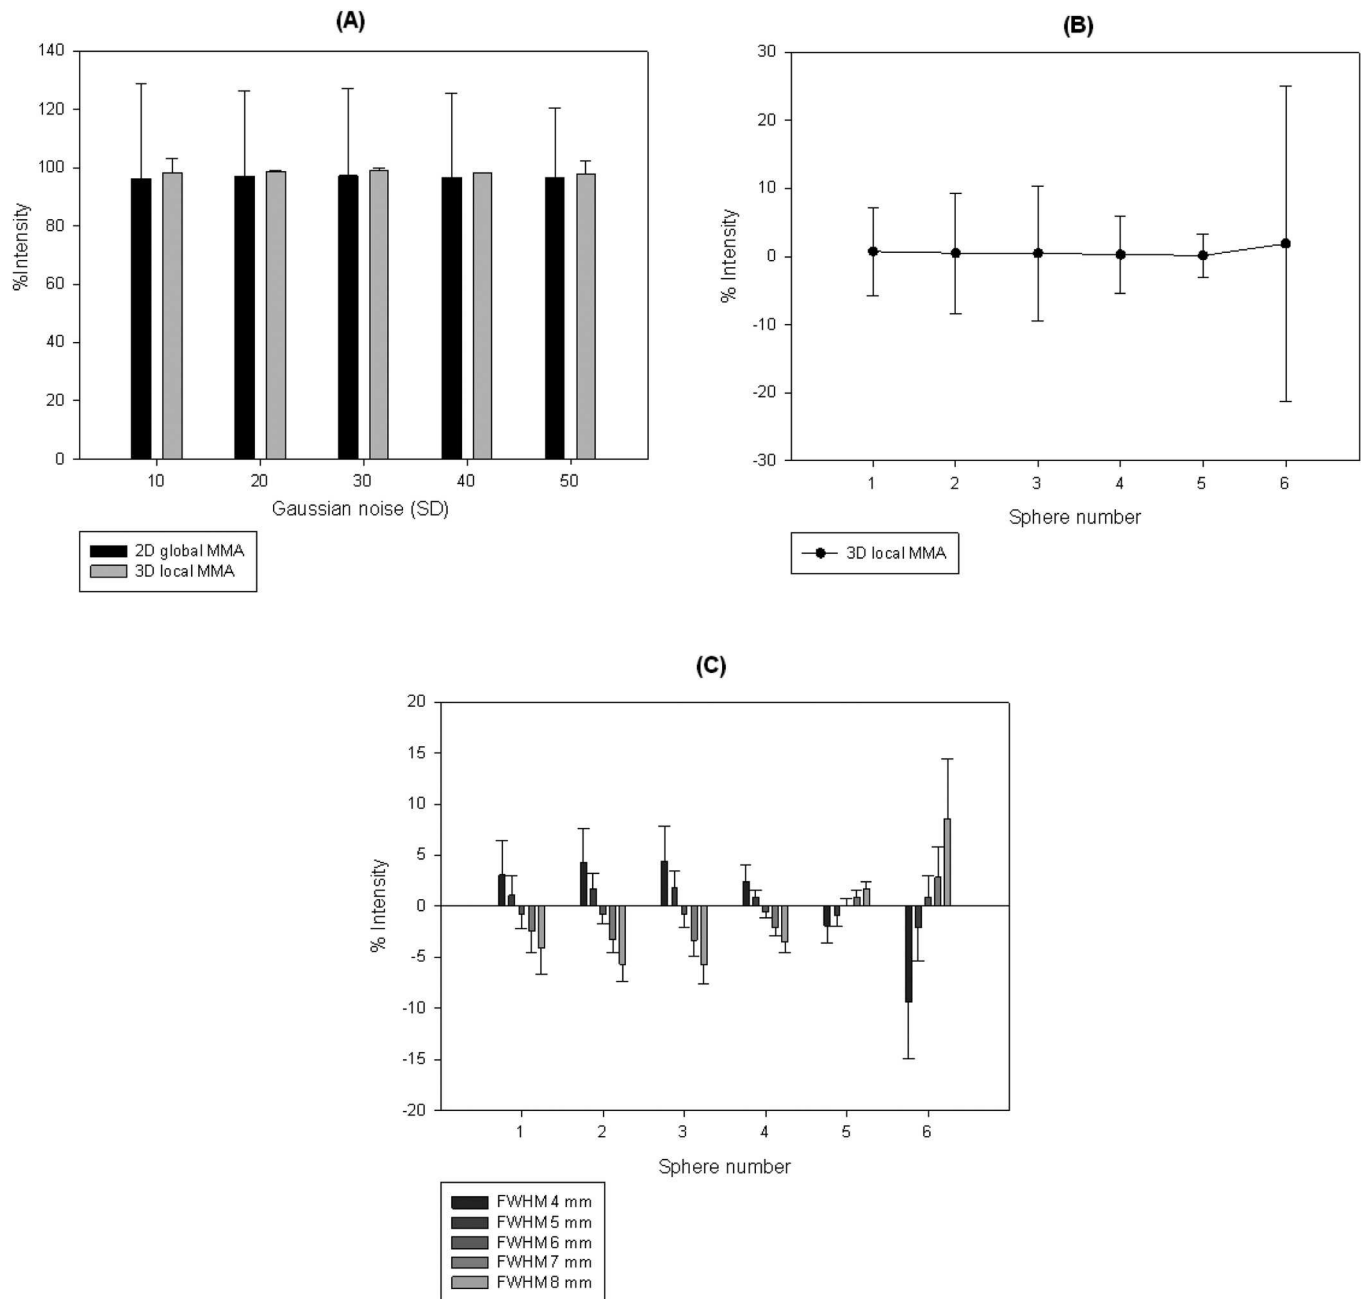 (A)
140
120
100
80
60
40
20
0
%Intensity
10 20 30 40 50
Gaussian noise (SD)
2D global MMA
3D local MMA
(B)
30
20
10
0
-10
-20
-30
% Intensity
1 2 3 4 5 6
Sphere number
3D local MMA
(C)
20
15
10
5
0
-5
-10
-15
-20
% Intensity
1 2 3 4 5 6
Sphere number
FWHM 4 mm
FWHM 5 mm
FWHM 6 mm
FWHM 7 mm
FWHM 8 mm